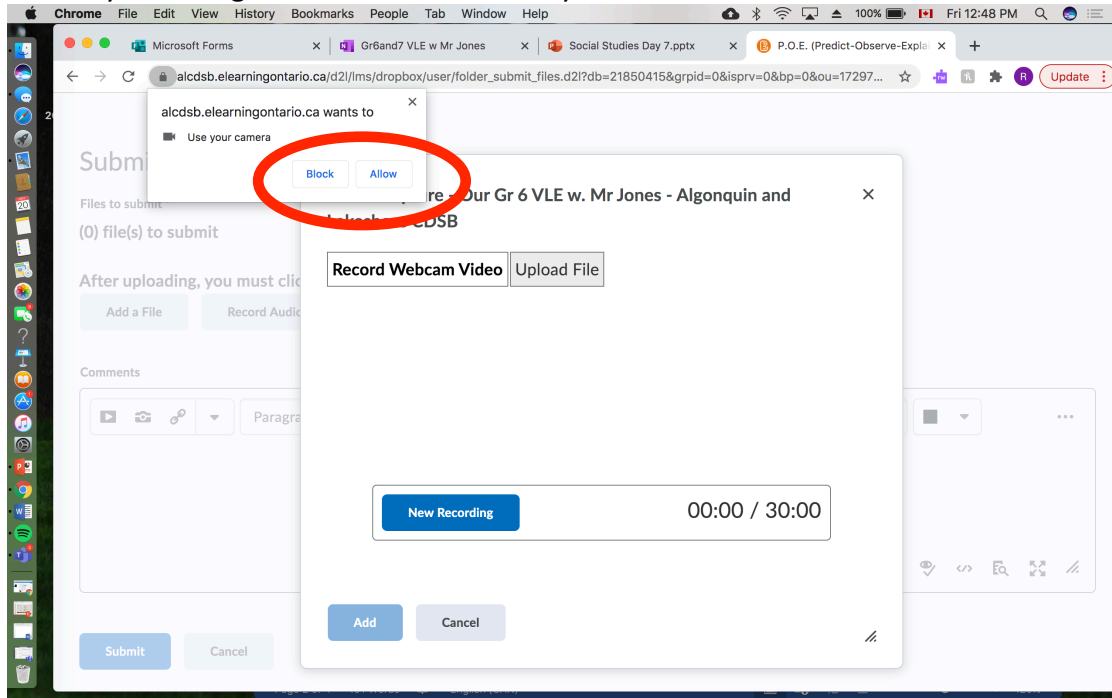 Chrome File Edit View History Bookmarks People Tab Window Help 100% Fri 12:48 PM
Microsoft Forms × Gr6and7 VLE w Mr Jones × Social Studies Day 7.pptx × P.O.E. (Predict-Observe-Explai × +
alcdsb.elearningontario.ca/d2l/lms/dropbox/user/folder_submit_files.d2l?db=21850415&grpid=0&isprv=0&bp=0&ou=17297... R Update
alcdsb.elearningontario.ca wants to
Use your camera
Block Allow
Submi
Dur Gr 6 VLE w. Mr Jones - Algonquin and
CDSB
Files to submit
(0) file(s) to submit
Record Webcam Video Upload File
After uploading, you must clic
Add a File Record Audio
Comments
Paragra
New Recording 00:00 / 30:00
Add Cancel
Submit Cancel